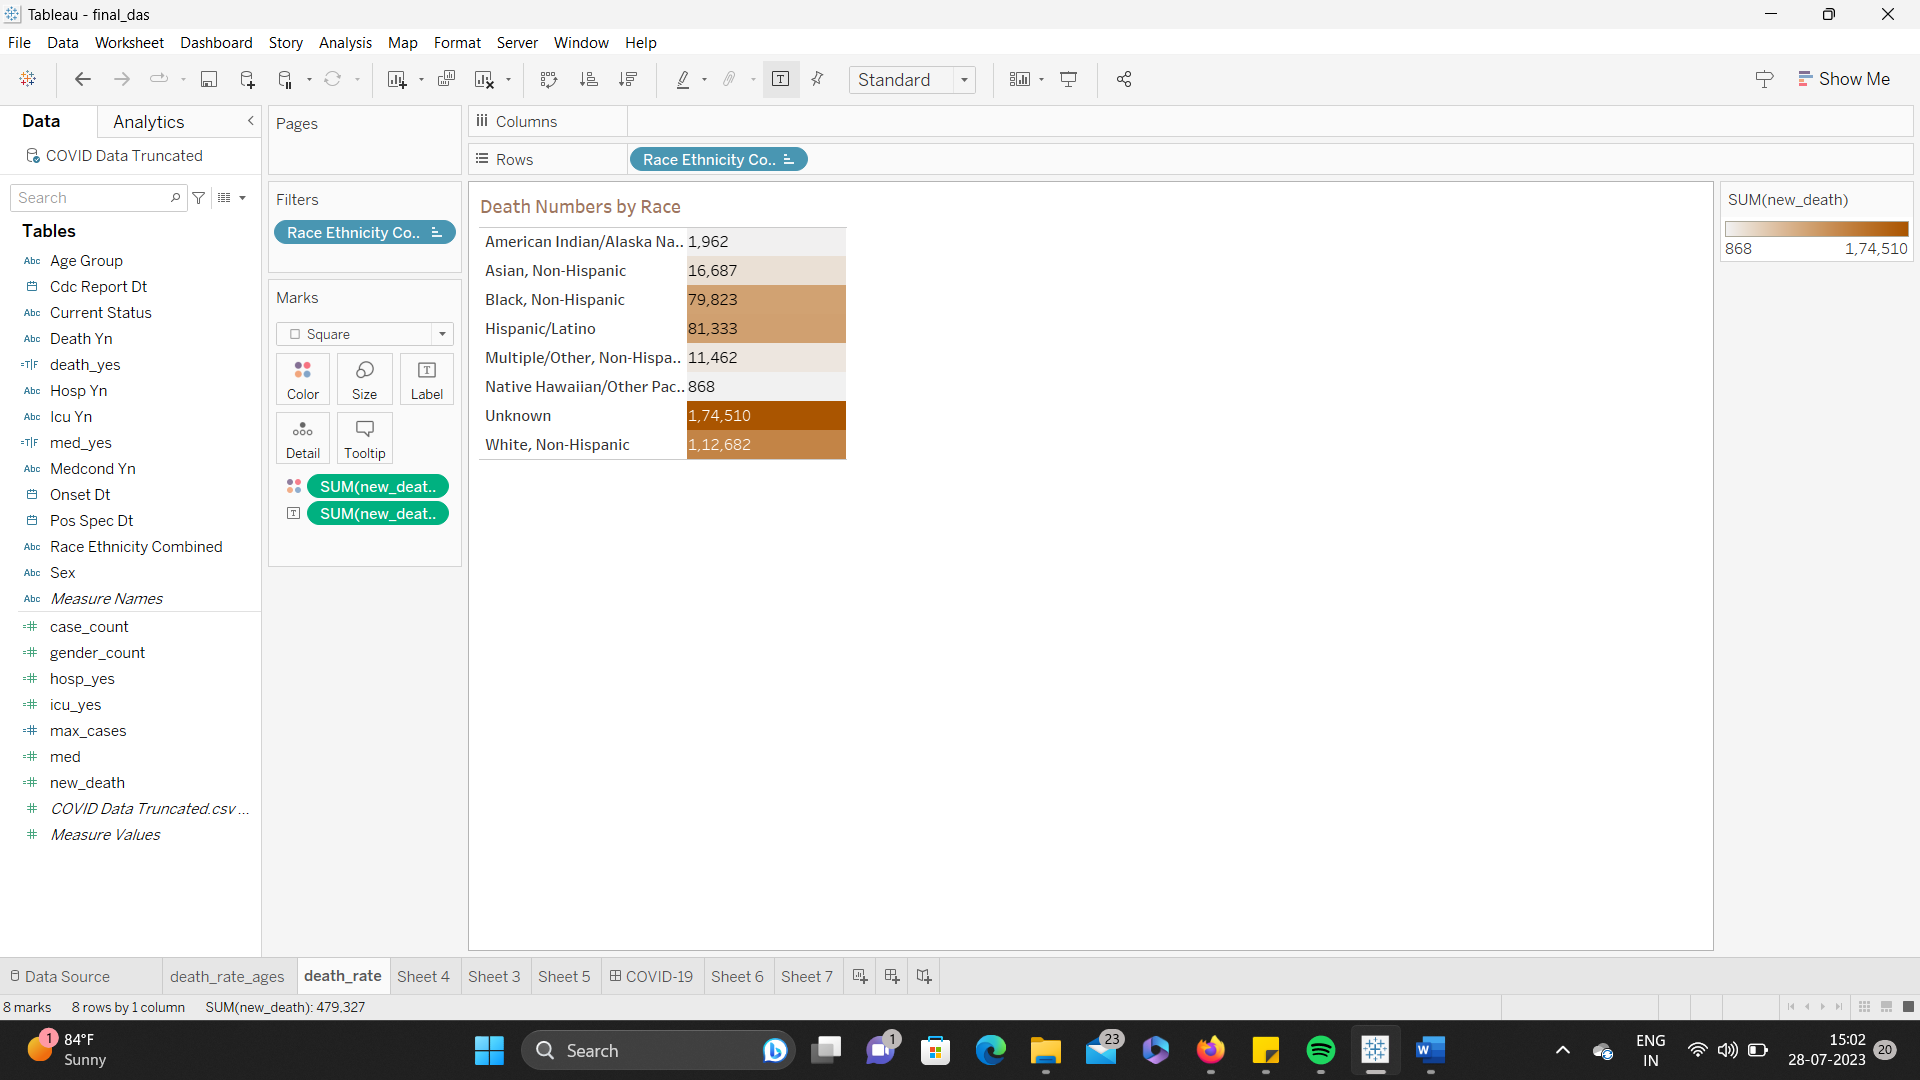 Tableau - final_das
File Data Worksheet Dashboard Story Analysis Map Format Server Window Help
Standard
Show Me
Data Analytics
COVID Data Truncated
Search
Tables
Abc Age Group
Cdc Report Dt
Abc Current Status
Abc Death Yn
=T|F death_yes
Abc Hosp Yn
Abc Icu Yn
=T|F med_yes
Abc Medcond Yn
Onset Dt
Pos Spec Dt
Abc Race Ethnicity Combined
Abc Sex
Abc Measure Names
=# case_count
=# gender_count
=# hosp_yes
=# icu_yes
=# max_cases
=# med
=# new_death
# COVID Data Truncated.csv ...
# Measure Values
Pages
Filters
Race Ethnicity Co..
Marks
Square
Color Size Label
Detail Tooltip
SUM(new_deat..
SUM(new_deat..
Columns
Rows Race Ethnicity Co..
Death Numbers by Race
American Indian/Alaska Na.. 1,962
Asian, Non-Hispanic 16,687
Black, Non-Hispanic 79,823
Hispanic/Latino 81,333
Multiple/Other, Non-Hispa.. 11,462
Native Hawaiian/Other Pac.. 868
Unknown 1,74,510
White, Non-Hispanic 1,12,682
SUM(new_death)
868 1,74,510
Data Source death_rate_ages death_rate Sheet 4 Sheet 3 Sheet 5 COVID-19 Sheet 6 Sheet 7
8 marks 8 rows by 1 column SUM(new_death): 479,327
1 84°F
Sunny
Search
1
23
ENG
IN
15:02
28-07-2023
20